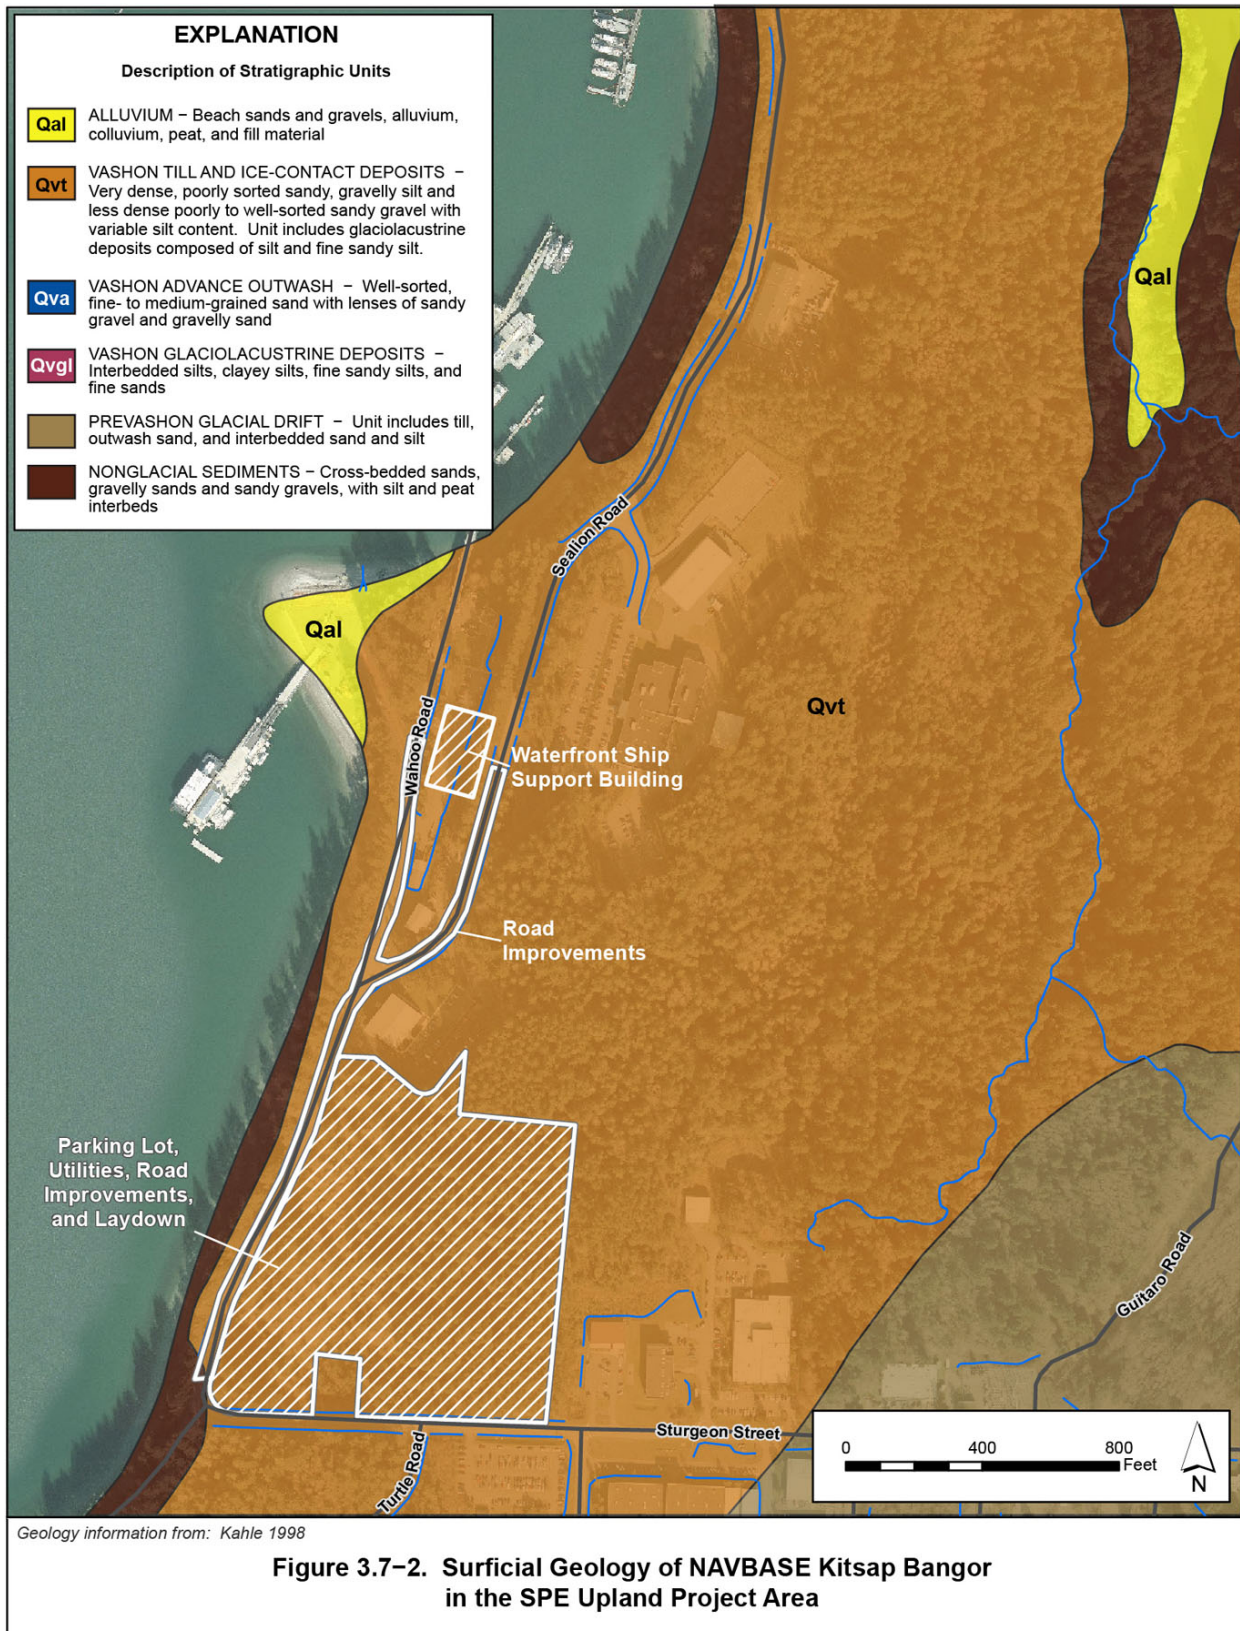 EXPLANATION
Description of Stratigraphic Units
Qal
ALLUVIUM – Beach sands and gravels, alluvium,
colluvium, peat, and fill material
Qvt
VASHON TILL AND ICE-CONTACT DEPOSITS –
Very dense, poorly sorted sandy, gravelly silt and
less dense poorly to well-sorted sandy gravel with
variable silt content. Unit includes glaciolacustrine
deposits composed of silt and fine sandy silt.
Qva
VASHON ADVANCE OUTWASH – Well-sorted,
fine- to medium-grained sand with lenses of sandy
gravel and gravelly sand
Qvgl
VASHON GLACIOLACUSTRINE DEPOSITS –
Interbedded silts, clayey silts, fine sandy silts, and
fine sands
PREVASHON GLACIAL DRIFT – Unit includes till,
outwash sand, and interbedded sand and silt
NONGLACIAL SEDIMENTS – Cross-bedded sands,
gravelly sands and sandy gravels, with silt and peat
interbeds
Qal
Sealion Road
Qal
Qvt
Wahoo Road
Waterfront Ship
Support Building
Road
Improvements
Parking Lot,
Utilities, Road
Improvements,
and Laydown
Guitaro Road
Sturgeon Street
Turtle Road
0 400 800
Feet
N
Geology information from: Kahle 1998
Figure 3.7–2. Surficial Geology of NAVBASE Kitsap Bangor
in the SPE Upland Project Area